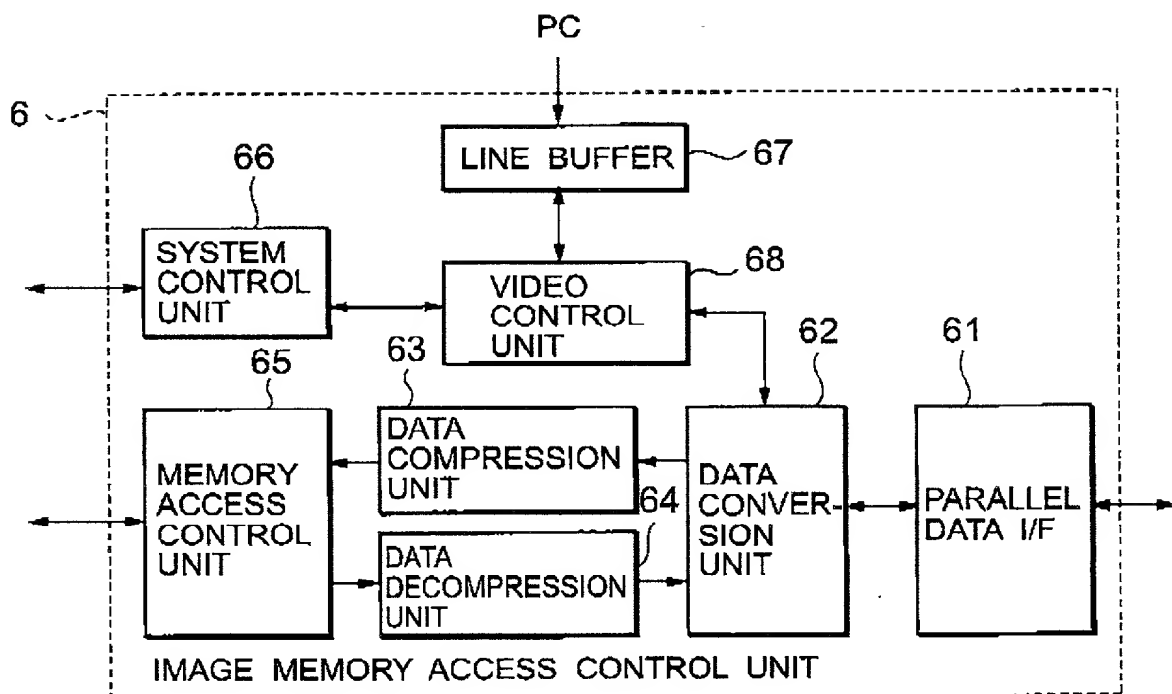 PC
6
LINE BUFFER
67
66
SYSTEM
CONTROL
UNIT
68
VIDEO
CONTROL
UNIT
65
63
62
61
MEMORY
ACCESS
CONTROL
UNIT
DATA
COMPRESSION
UNIT
64
DATA
DECOMPRESSION
UNIT
DATA
CONVER-
SION
UNIT
PARALLEL
DATA I/F
IMAGE MEMORY ACCESS CONTROL UNIT